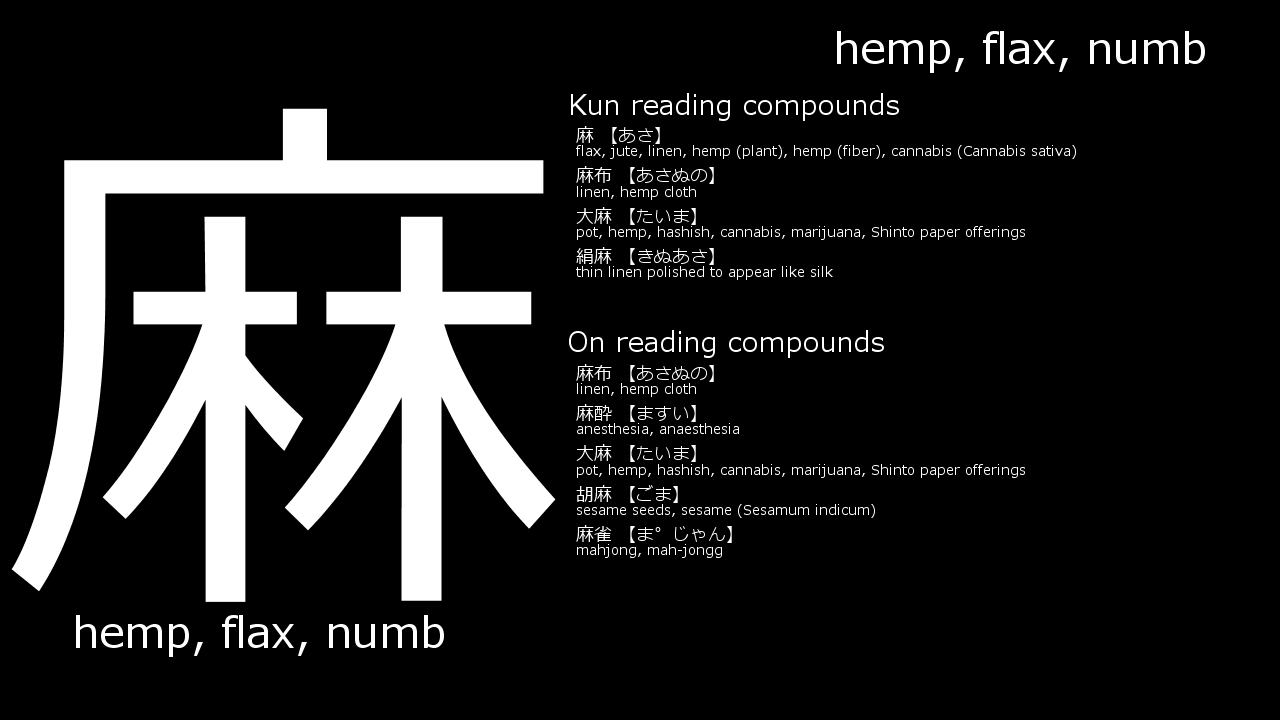 hemp, flax, numb
麻
hemp, flax, numb
Kun reading compounds
麻 【あさ】
flax, jute, linen, hemp (plant), hemp (fiber), cannabis (Cannabis sativa)
麻布 【あさぬの】
linen, hemp cloth
大麻 【たいま】
pot, hemp, hashish, cannabis, marijuana, Shinto paper offerings
絹麻 【きぬあさ】
thin linen polished to appear like silk
On reading compounds
麻布 【あさぬの】
linen, hemp cloth
麻酔 【ますい】
anesthesia, anaesthesia
大麻 【たいま】
pot, hemp, hashish, cannabis, marijuana, Shinto paper offerings
胡麻 【ごま】
sesame seeds, sesame (Sesamum indicum)
麻雀 【ま゜じゃん】
mahjong, mah-jongg